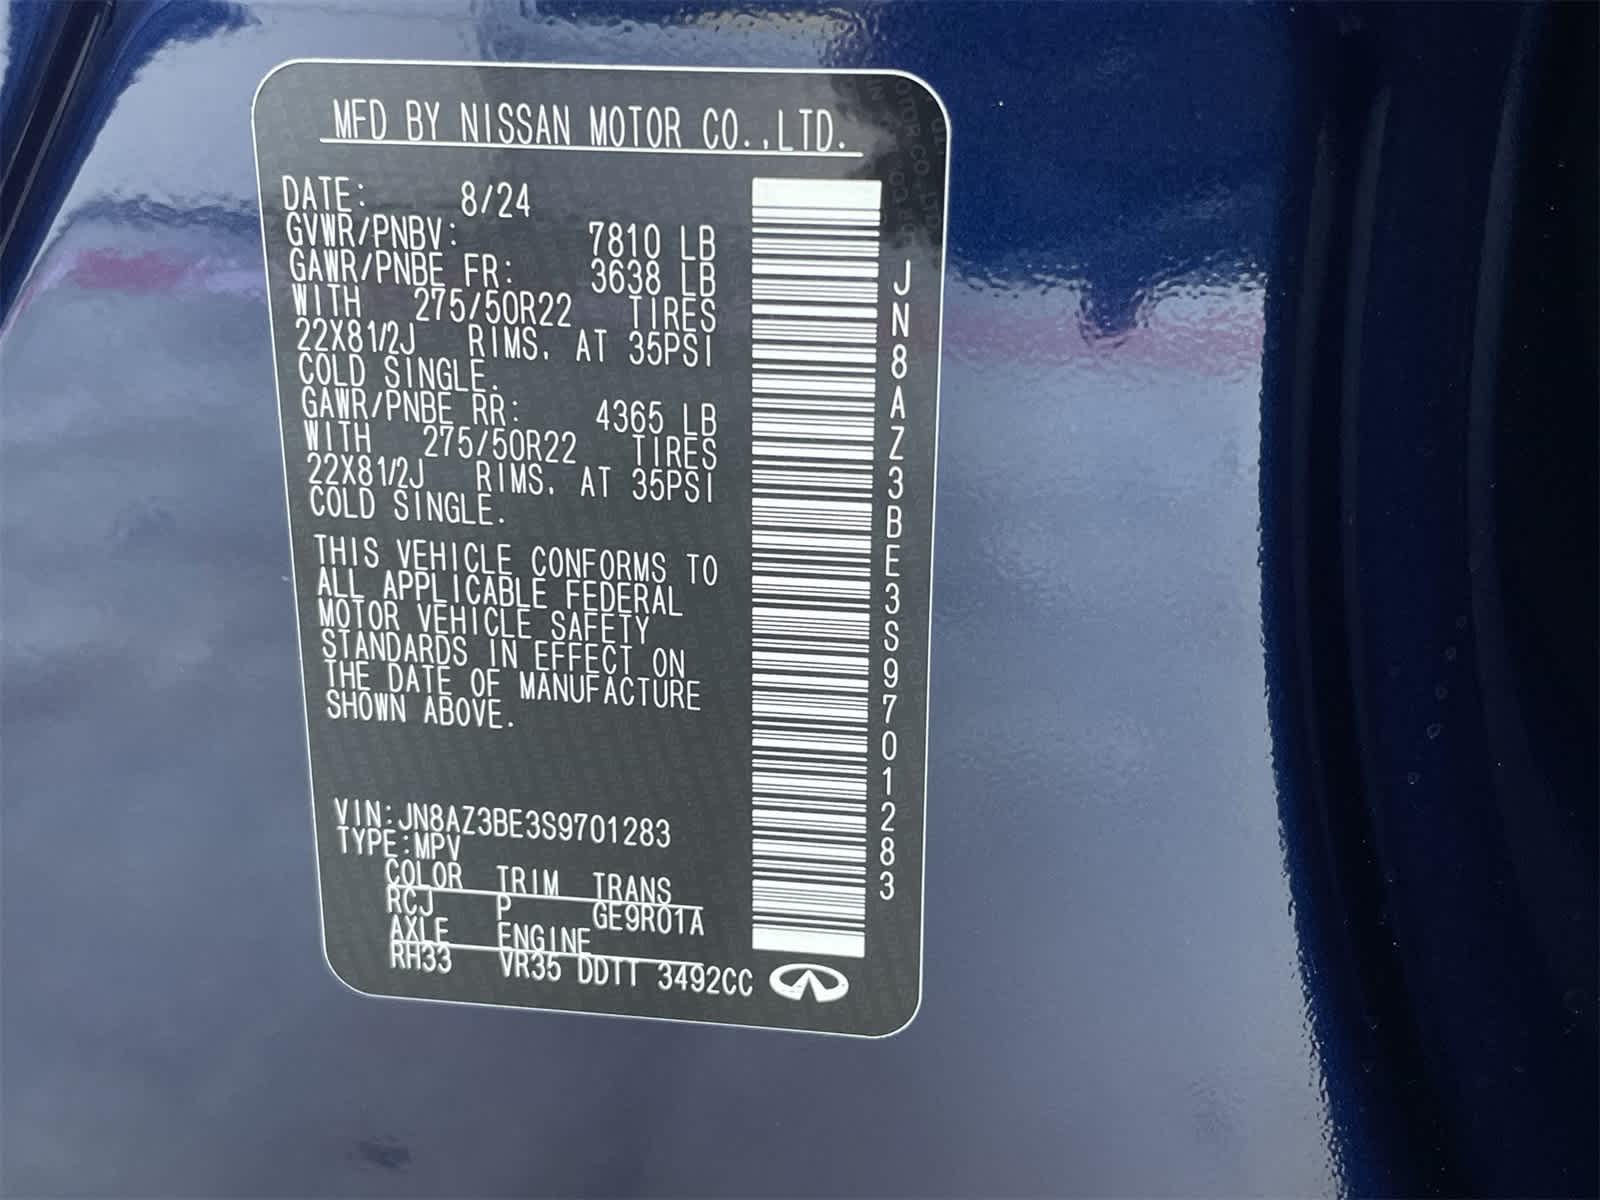 MFD BY NISSAN MOTOR CO.,LTD.
DATE: 8/24
GVWR/PNBV: 7810 LB
GAWR/PNBE FR: 3638 LB
WITH 275/50R22 TIRES
22X81/2J RIMS, AT 35PSI
COLD SINGLE.
GAWR/PNBE RR: 4365 LB
WITH 275/50R22 TIRES
22X81/2J RIMS, AT 35PSI
COLD SINGLE.
THIS VEHICLE CONFORMS TO
ALL APPLICABLE FEDERAL
MOTOR VEHICLE SAFETY
STANDARDS IN EFFECT ON
THE DATE OF MANUFACTURE
SHOWN ABOVE.
VIN:JN8AZ3BE3S9701283
TYPE:MPV
COLOR TRIM TRANS
RCJ P GE9R01A
AXLE ENGINE
RH33 VR35 DDTT 3492CC
JN8AZ3BE3S9701283